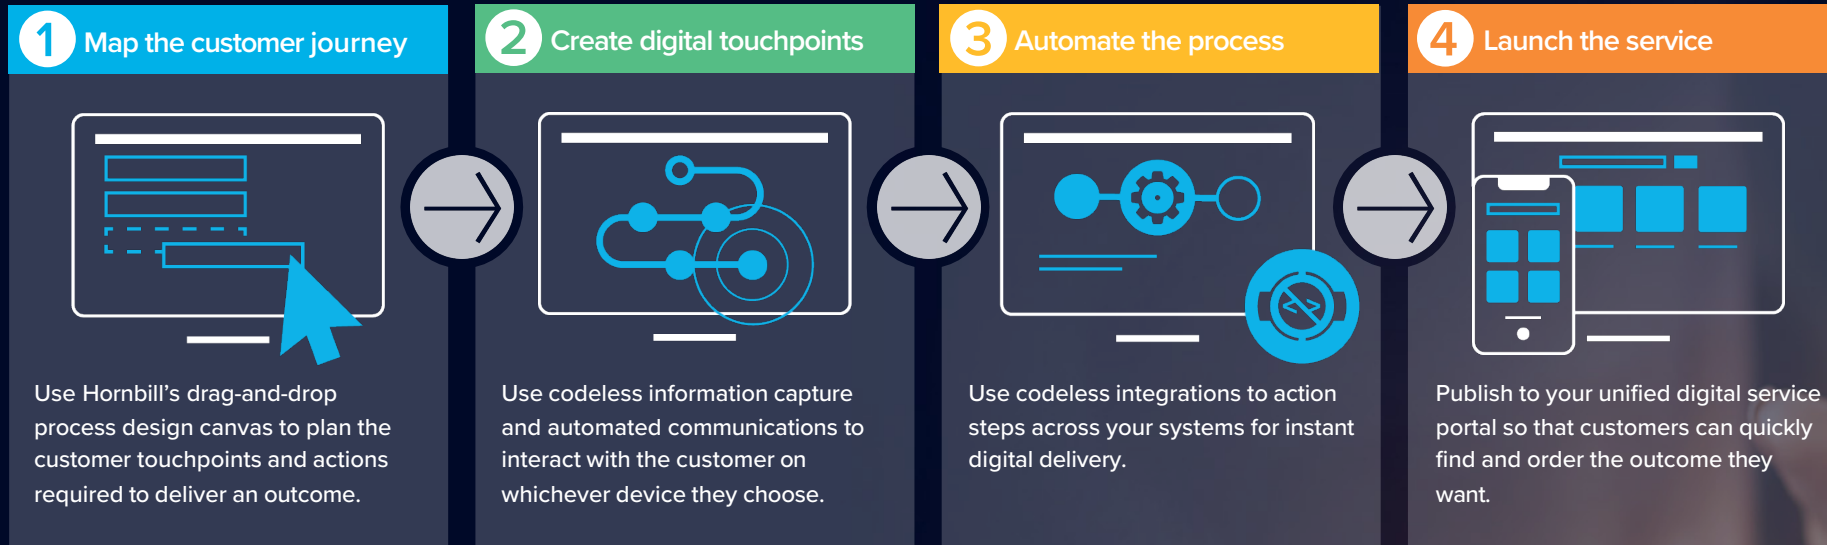 1 Map the customer journey
Use Hornbill’s drag-and-drop
process design canvas to plan the
customer touchpoints and actions
required to deliver an outcome.
2 Create digital touchpoints
Use codeless information capture
and automated communications to
interact with the customer on
whichever device they choose.
3 Automate the process
Use codeless integrations to action
steps across your systems for instant
digital delivery.
4 Launch the service
Publish to your unified digital service
portal so that customers can quickly
find and order the outcome they
want.